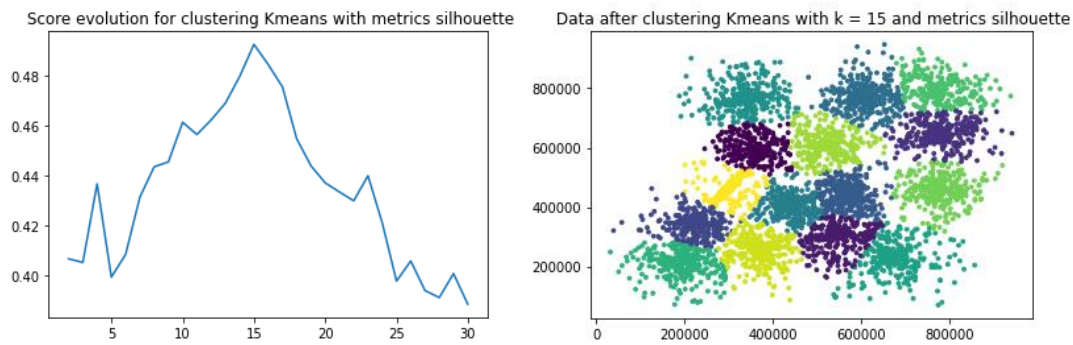 Score evolution for clustering Kmeans with metrics silhouette
0.48
0.46
0.44
0.42
0.40
5 10 15 20 25 30
Data after clustering Kmeans with k = 15 and metrics silhouette
800000
600000
400000
200000
0 200000 400000 600000 800000